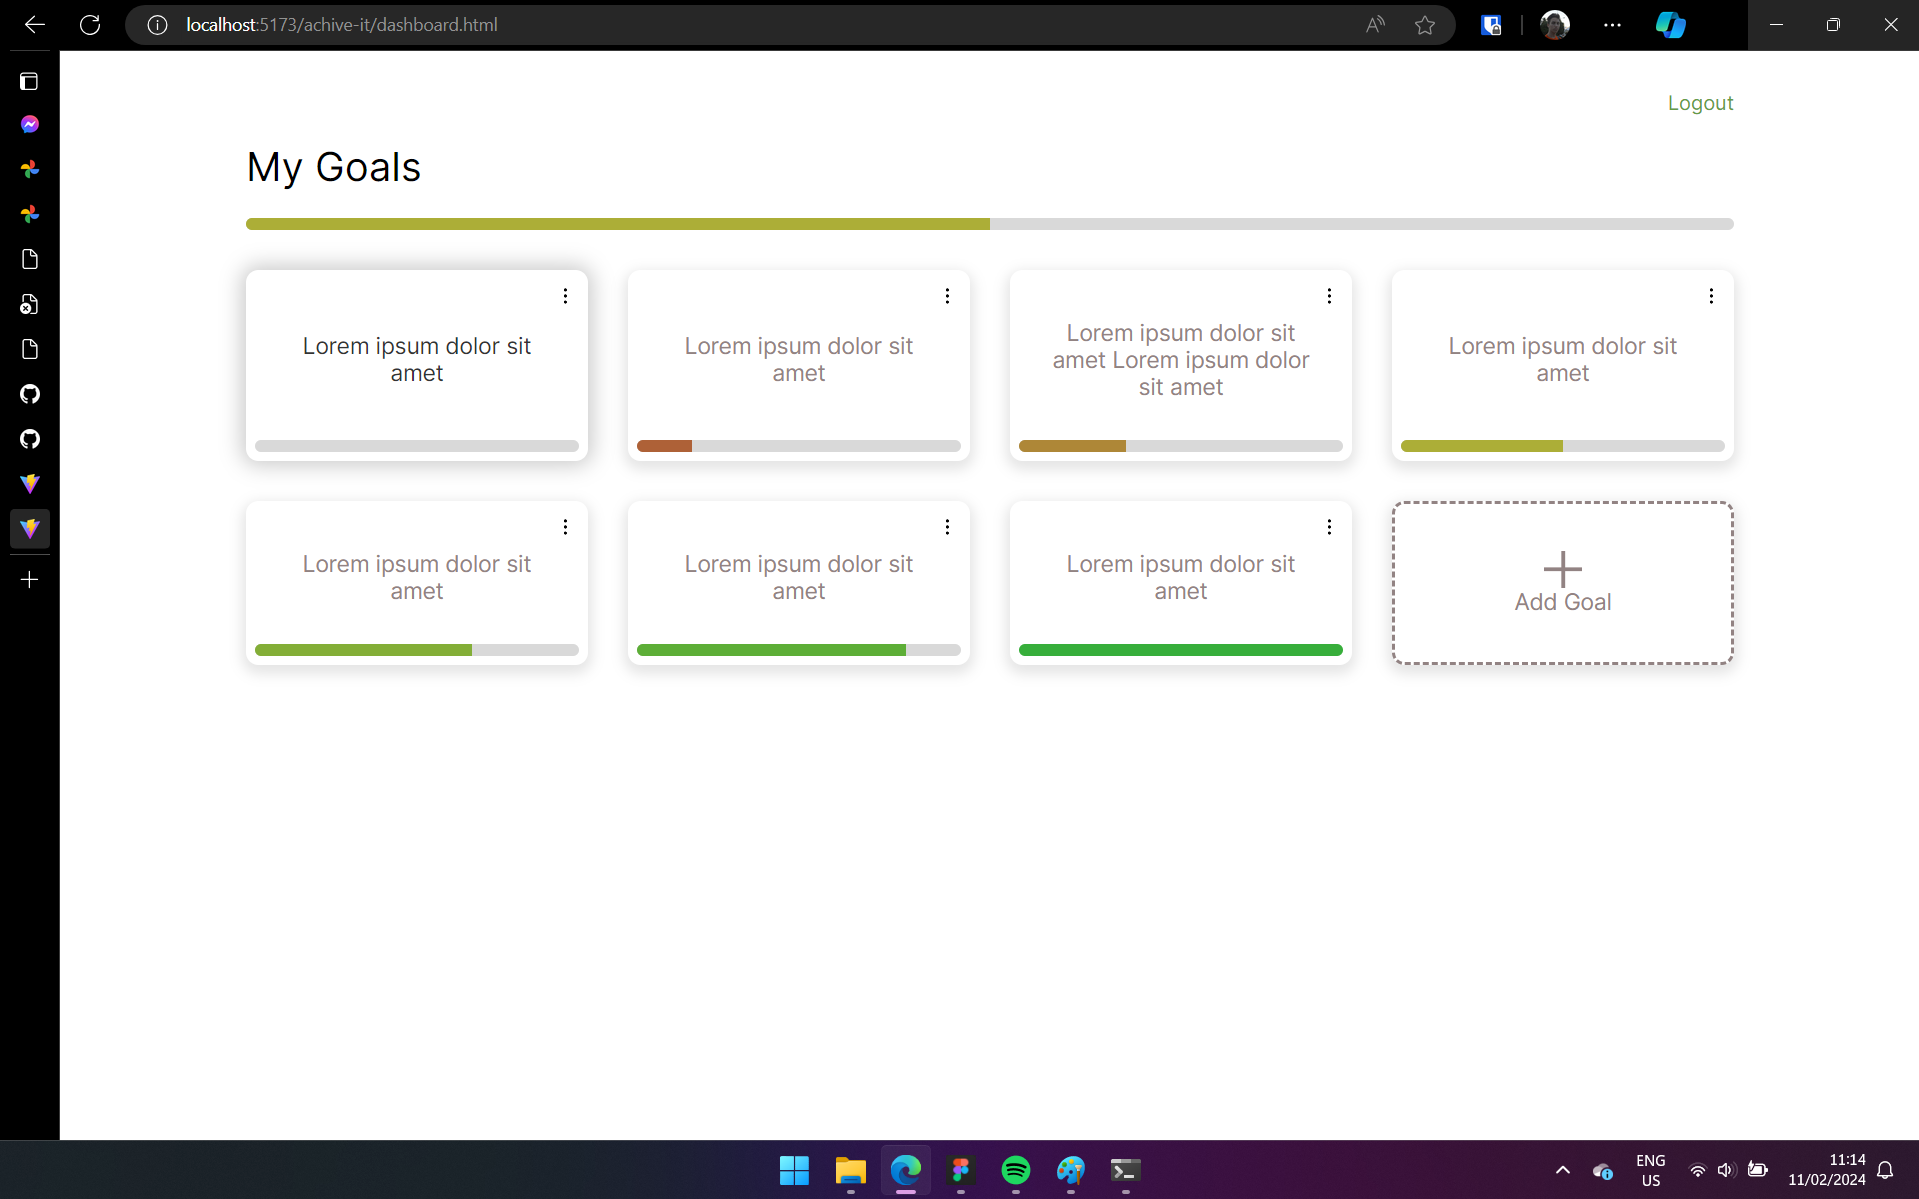 localhost:5173/achive-it/dashboard.html
Logout
My Goals
Lorem ipsum dolor sit
amet
Lorem ipsum dolor sit
amet
Lorem ipsum dolor sit
amet Lorem ipsum dolor
sit amet
Lorem ipsum dolor sit
amet
Lorem ipsum dolor sit
amet
Lorem ipsum dolor sit
amet
Lorem ipsum dolor sit
amet
Add Goal
ENG
US
11:14
11/02/2024